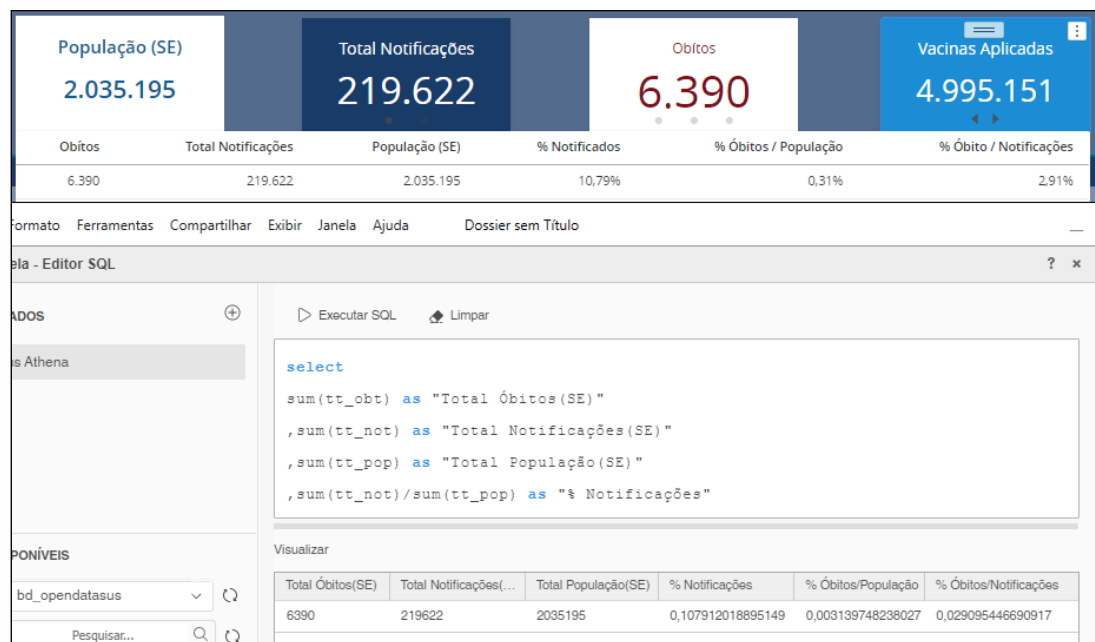 População (SE)
2.035.195
Total Notificações
219.622
Obítos
6.390
Vacinas Aplicadas
4.995.151
Obítos Total Notificações População (SE) % Notificados % Óbitos / População % Óbito / Notificações
6.390 219.622 2.035.195 10,79% 0,31% 2,91%
Formato Ferramentas Compartilhar Exibir Janela Ajuda Dossier sem Título
ela - Editor SQL ? ×
ADOS
us Athena
Executar SQL Limpar
select
sum(tt_obt) as "Total Óbitos(SE)"
,sum(tt_not) as "Total Notificações(SE)"
,sum(tt_pop) as "Total População(SE)"
,sum(tt_not)/sum(tt_pop) as "% Notificações"
PONÍVEIS
bd_opendatasus
Pesquisar...
Visualizar
Total Óbitos(SE) Total Notificações(... Total População(SE) % Notificações % Óbitos/População % Óbitos/Notificações
6390 219622 2035195 0,107912018895149 0,003139748238027 0,029095446690917